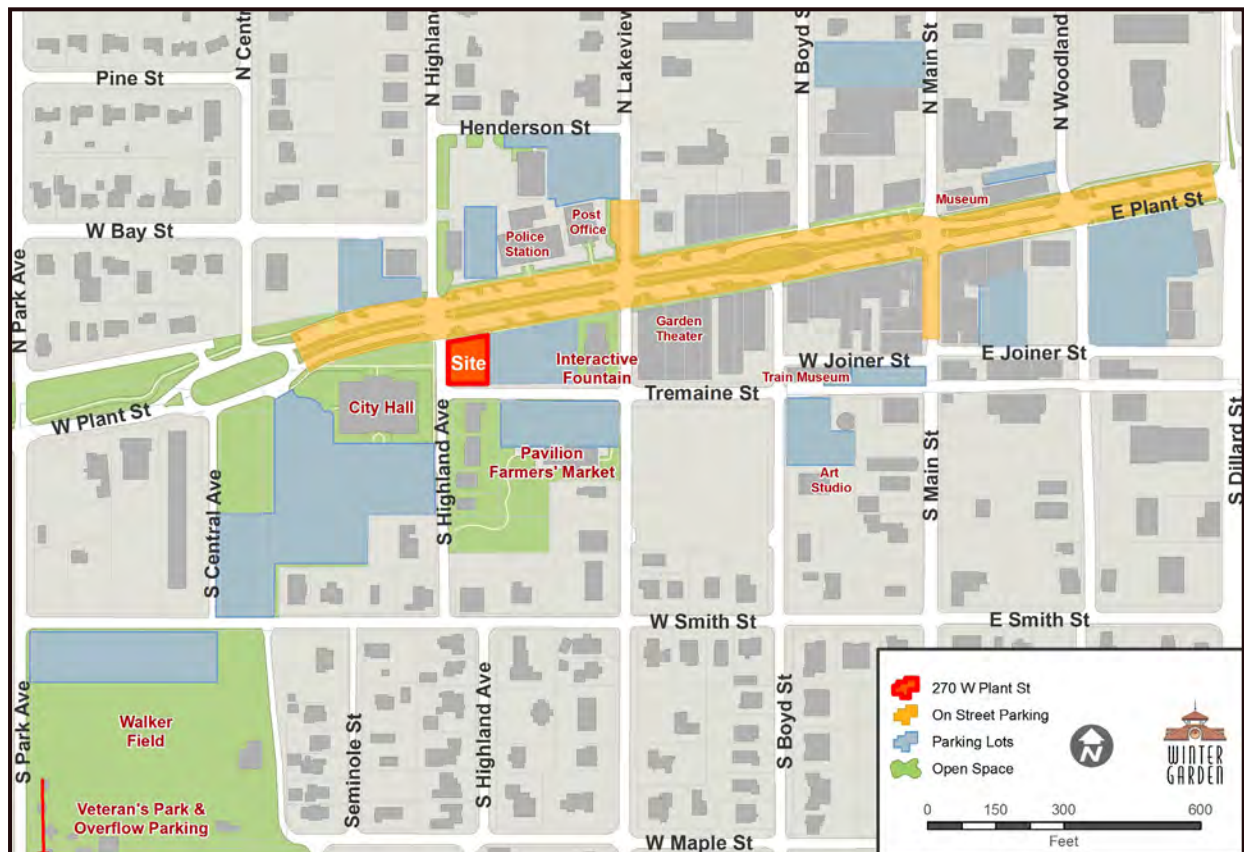 N Central
N Highland
N Lakeview
N Boyd S
N Main St
N Woodland
Pine St
Henderson St
Museum
E Plant St
Post
Office
Police
Station
W Bay St
N Park Ave
Garden
Theater
Site
Interactive
Fountain
W Joiner St
E Joiner St
Train Museum
Tremaine St
City Hall
W Plant St
S Central Ave
S Highland Ave
Pavilion
Farmers' Market
Art
Studio
S Main St
S Dillard St
W Smith St
E Smith St
S Park Ave
Walker
Field
Seminole St
S Highland Ave
S Boyd St
Veteran's Park &
Overflow Parking
W Maple St
270 W Plant St
On Street Parking
Parking Lots
Open Space
N
WINTER
GARDEN
0 150 300 600
Feet